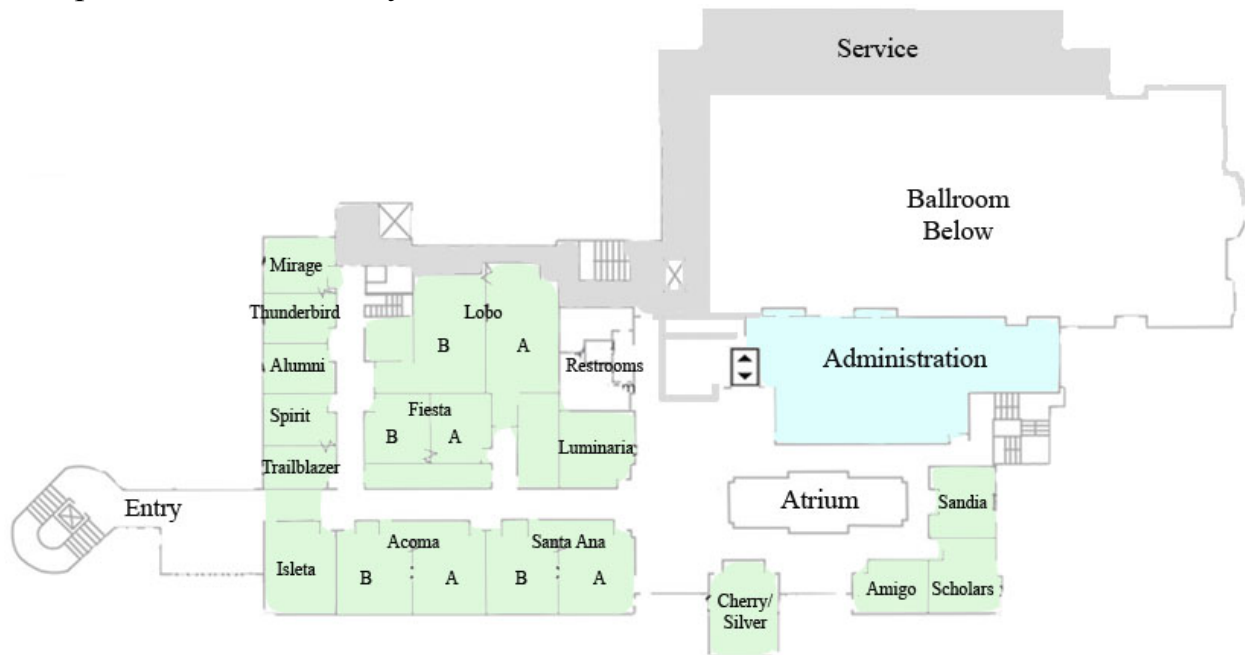 Service
Ballroom
Below
Mirage
Thunderbird
Lobo
B
A
Alumni
Restrooms
Administration
Spirit
Fiesta
B
A
Luminaria
Trailblazer
Entry
Atrium
Sandia
Isleta
Acoma
B
A
Santa Ana
B
A
Cherry/
Silver
Amigo
Scholars